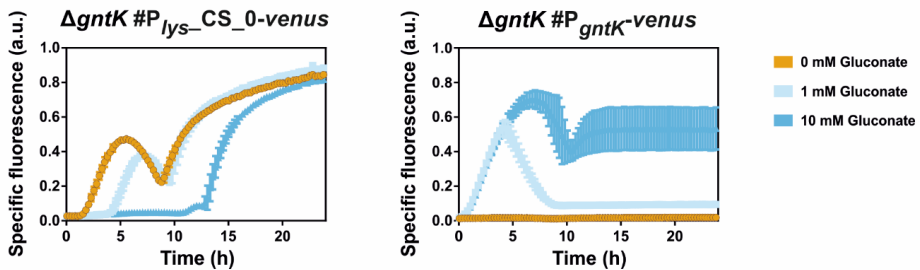 ΔgntK #Plys_CS_0-venus
Specific fluorescence (a.u.)
1.0
0.8
0.6
0.4
0.2
0.0
0 5 10 15 20
Time (h)
ΔgntK #PgntK-venus
Specific fluorescence (a.u.)
1.0
0.8
0.6
0.4
0.2
0.0
0 5 10 15 20
Time (h)
0 mM Gluconate
1 mM Gluconate
10 mM Gluconate